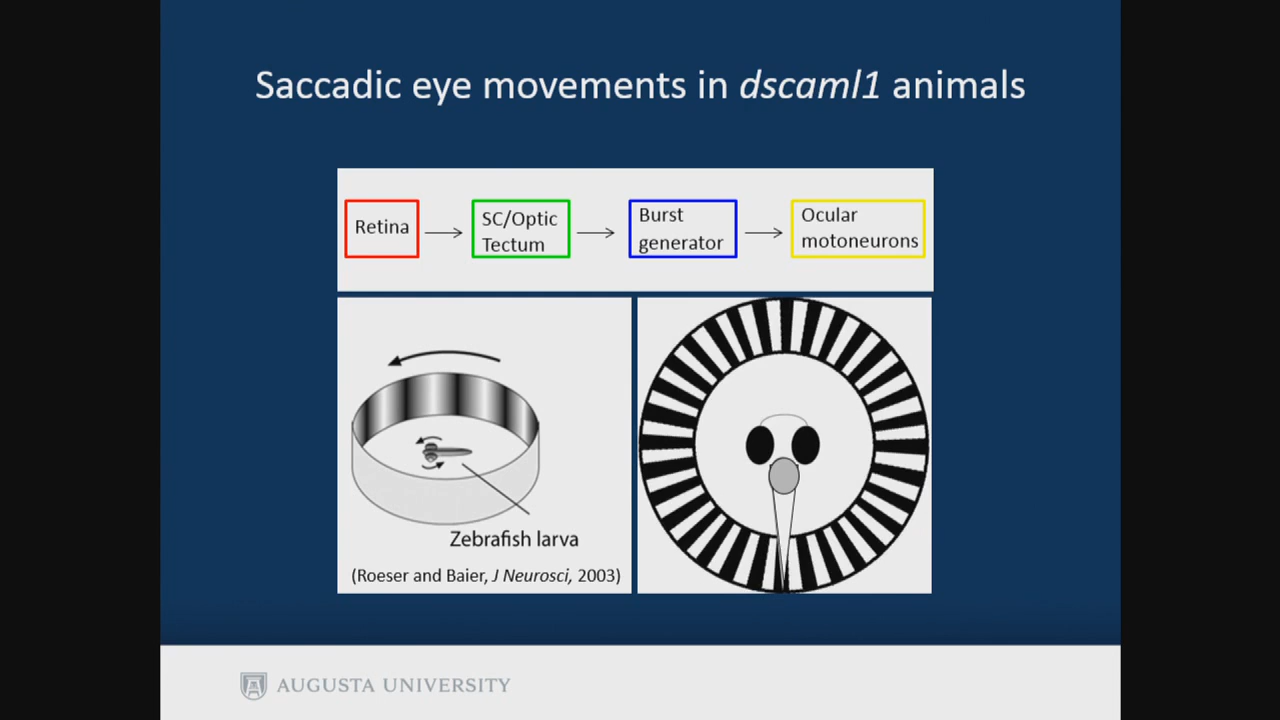 Saccadic eye movements in dscaml1 animals
Retina
SC/Optic
Tectum
Burst
generator
Ocular
motoneurons
Zebrafish larva
(Roeser and Baier, J Neurosci, 2003)
AUGUSTA UNIVERSITY